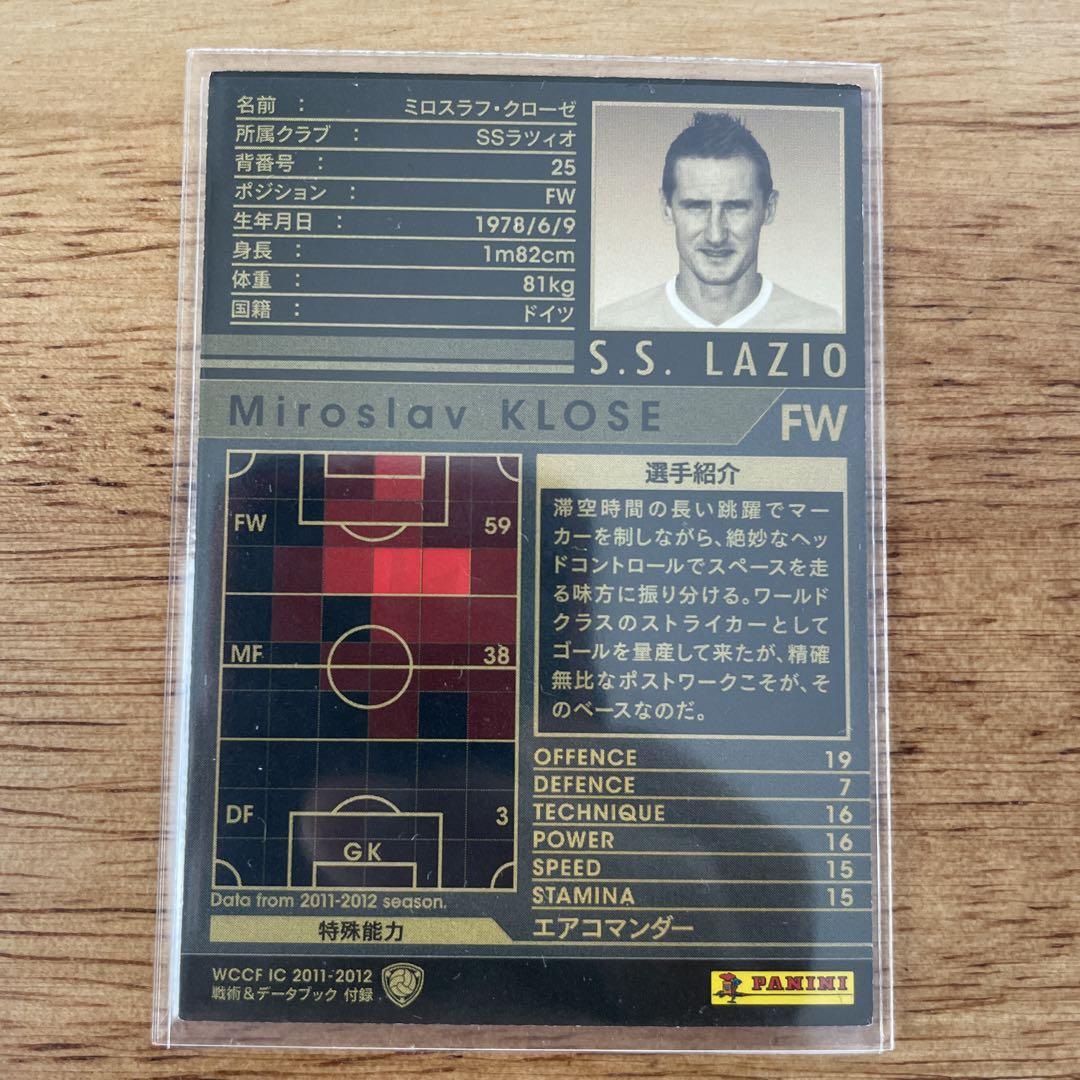 名前 : ミロスラフ・クローゼ
所属クラブ : SSラツィオ
背番号 : 25
ポジション : FW
生年月日 : 1978/6/9
身長 : 1m82cm
体重 : 81kg
国籍 : ドイツ
S.S. LAZIO
Miroslav KLOSE FW
FW 59
MF 38
DF 3
GK
Data from 2011-2012 season.
選手紹介
滞空時間の長い跳躍でマー
カーを制しながら、絶妙なヘッ
ドコントロールでスペースを走
る味方に振り分ける。ワールド
クラスのストライカーとして
ゴールを量産して来たが、精確
無比なポストワークこそが、そ
のベースなのだ。
OFFENCE 19
DEFENCE 7
TECHNIQUE 16
POWER 16
SPEED 15
STAMINA 15
特殊能力 エアコマンダー
WCCF IC 2011-2012
戦術&データブック 付録
PANINI